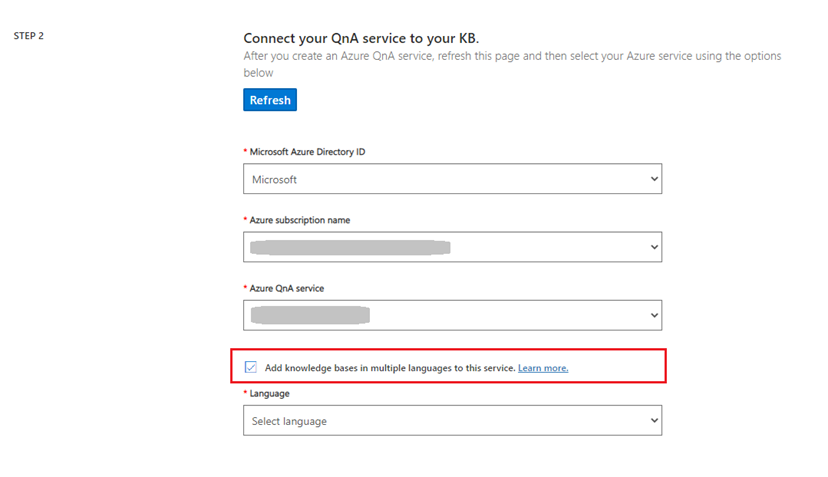 STEP 2
Connect your QnA service to your KB.
After you create an Azure QnA service, refresh this page and then select your Azure service using the options
below
Refresh
* Microsoft Azure Directory ID
Microsoft
* Azure subscription name
* Azure QnA service
Add knowledge bases in multiple languages to this service. Learn more.
* Language
Select language